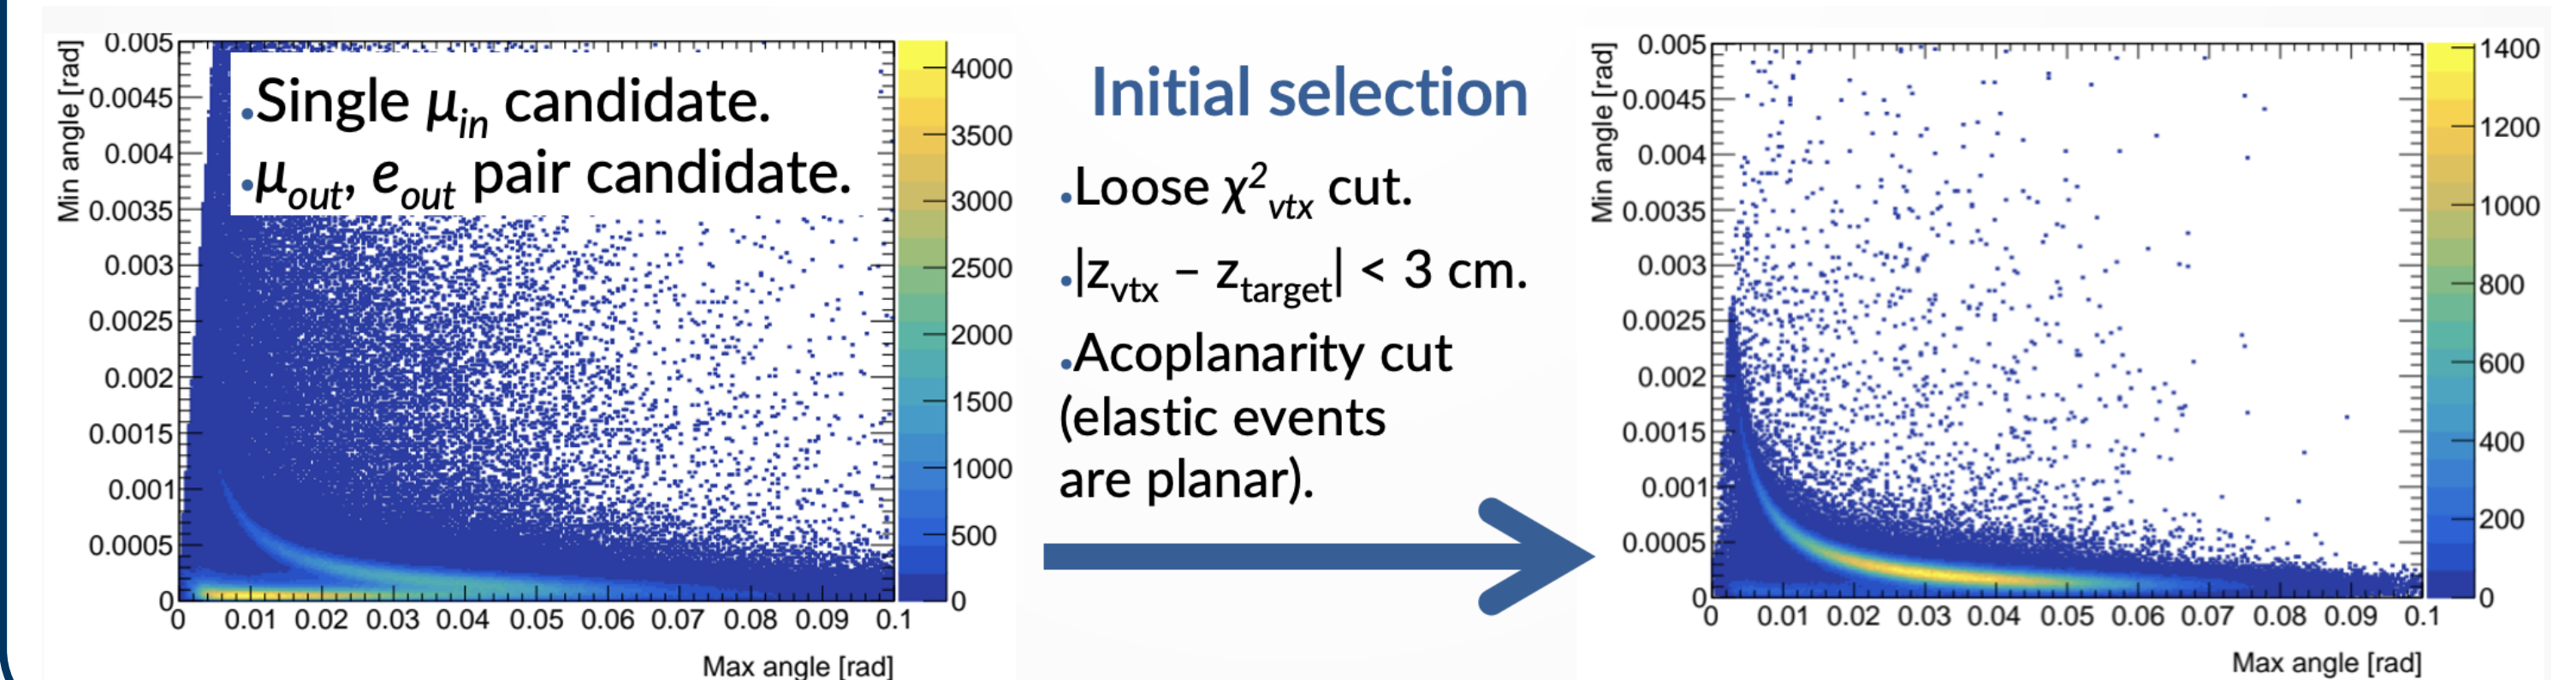 Min angle [rad]
0.005
0.0045
0.004
0.0035
0.003
0.0025
0.002
0.0015
0.001
0.0005
0
0 0.01 0.02 0.03 0.04 0.05 0.06 0.07 0.08 0.09 0.1
Max angle [rad]
4000
3500
3000
2500
2000
1500
1000
500
0
•Single μin candidate.
•μout, eout pair candidate.
Initial selection
•Loose χ²vtx cut.
•|zvtx – ztarget| < 3 cm.
•Acoplanarity cut
(elastic events
are planar).
Min angle [rad]
0.005
0.0045
0.004
0.0035
0.003
0.0025
0.002
0.0015
0.001
0.0005
0
0 0.01 0.02 0.03 0.04 0.05 0.06 0.07 0.08 0.09 0.1
Max angle [rad]
1400
1200
1000
800
600
400
200
0